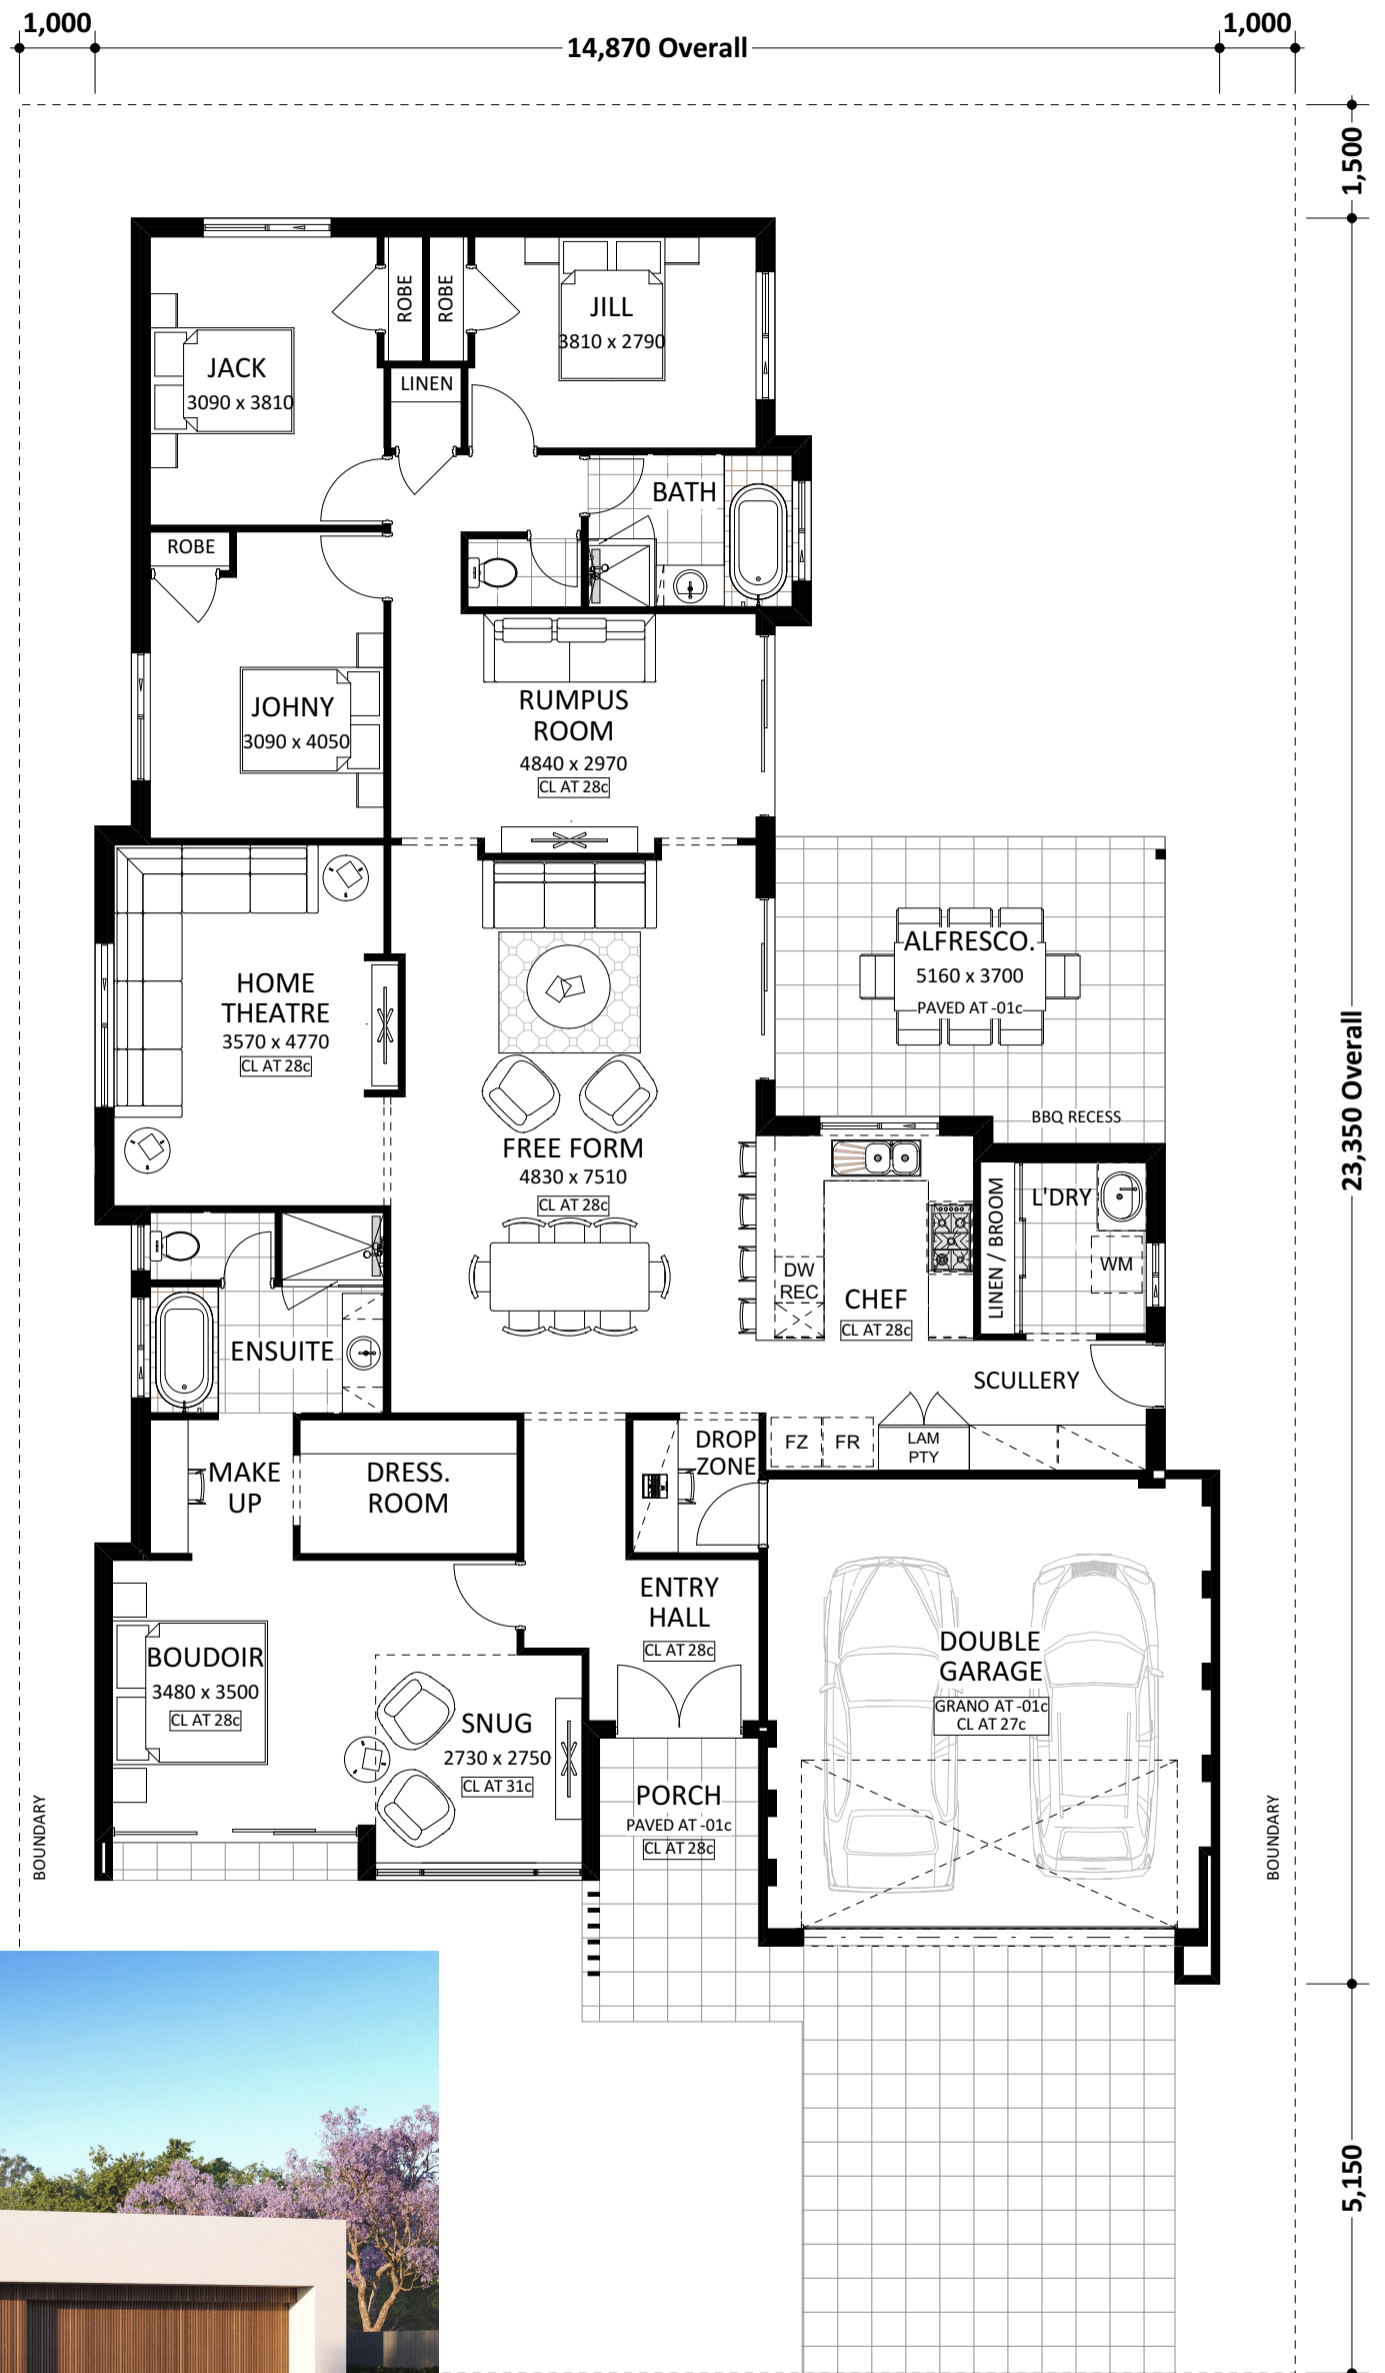 1,000
14,870 Overall
1,000
1,500
ROBE
ROBE
JILL
3810 x 2790
JACK
3090 x 3810
LINEN
BATH
ROBE
JOHNY
3090 x 4050
RUMPUS
ROOM
4840 x 2970
CL AT 28c
HOME
THEATRE
3570 x 4770
CL AT 28c
ALFRESCO.
5160 x 3700
PAVED AT -01c
23,350 Overall
BBQ RECESS
FREE FORM
4830 x 7510
CL AT 28c
LINEN / BROOM
L'DRY
WM
DW
REC
CHEF
CL AT 28c
ENSUITE
SCULLERY
FZ
FR
LAM
PTY
DROP
ZONE
MAKE
UP
DRESS.
ROOM
ENTRY
HALL
CL AT 28c
BOUDOIR
3480 x 3500
CL AT 28c
SNUG
2730 x 2750
CL AT 31c
DOUBLE
GARAGE
GRANO AT -01c
CL AT 27c
PORCH
PAVED AT -01c
CL AT 28c
BOUNDARY
BOUNDARY
5,150